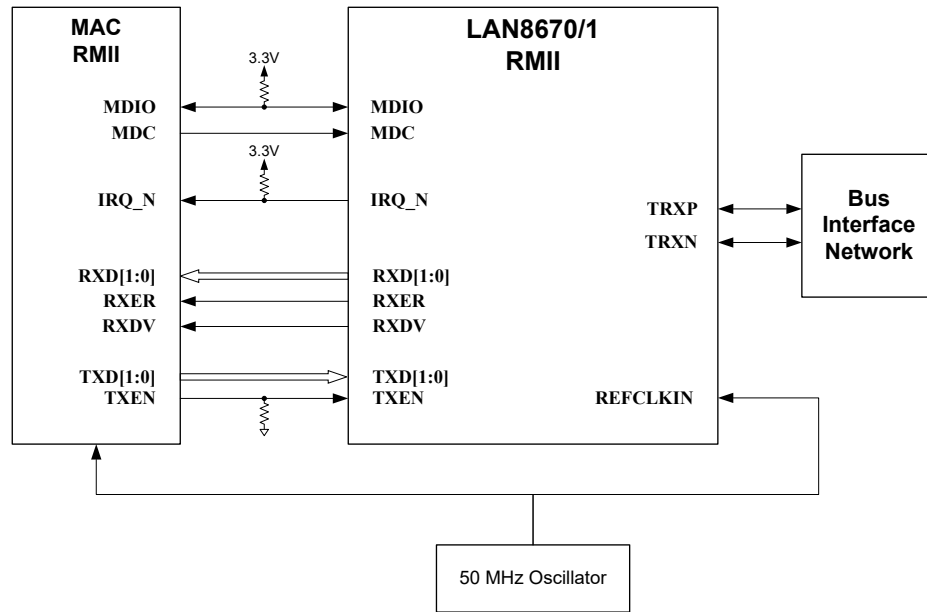 MAC
RMII
MDIO
MDC
IRQ_N
RXD[1:0]
RXER
RXDV
TXD[1:0]
TXEN
3.3V
3.3V
LAN8670/1
RMII
MDIO
MDC
IRQ_N
RXD[1:0]
RXER
RXDV
TXD[1:0]
TXEN
TRXP
TRXN
REFCLKIN
Bus
Interface
Network
50 MHz Oscillator